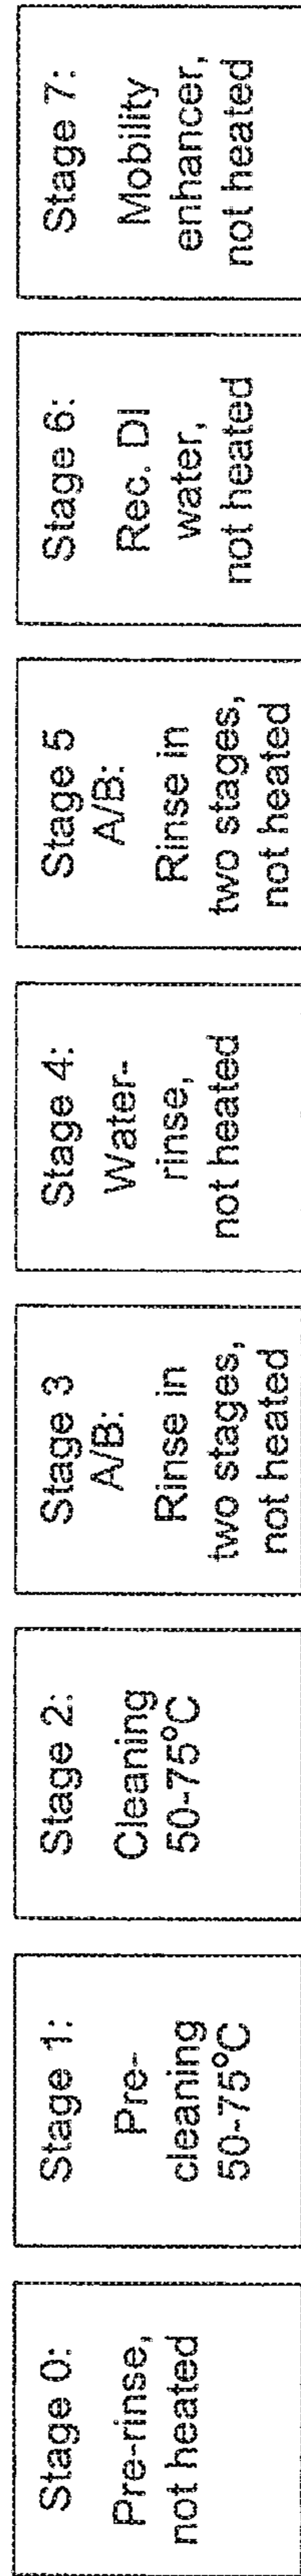 Stage 0:
Pre-rinse,
not heated
Stage 1:
Pre-
cleaning
50-75°C
Stage 2:
Cleaning
50-75°C
Stage 3
A/B:
Rinse in
two stages,
not heated
Stage 4:
Water-
rinse,
not heated
Stage 5
A/B:
Rinse in
two stages,
not heated
Stage 6:
Rec. DI
water,
not heated
Stage 7:
Mobility
enhancer,
not heated